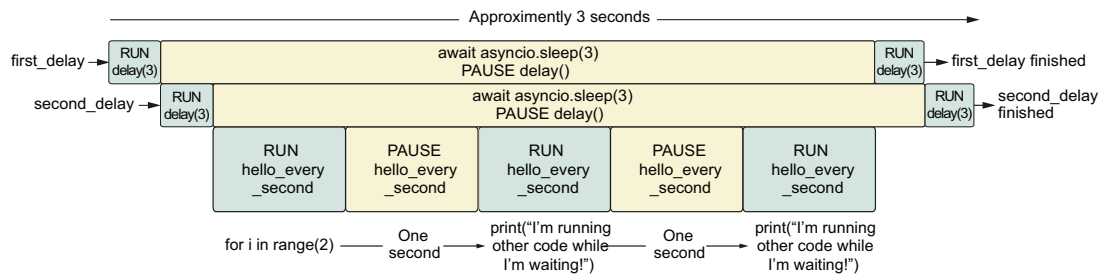 Approximently 3 seconds
first_delay
RUN
delay(3)
await asyncio.sleep(3)
PAUSE delay()
RUN
delay(3)
first_delay finished
second_delay
RUN
delay(3)
await asyncio.sleep(3)
PAUSE delay()
RUN
delay(3)
second_delay
finished
RUN
hello_every
_second
PAUSE
hello_every
_second
RUN
hello_every
_second
PAUSE
hello_every
_second
RUN
hello_every
_second
for i in range(2)
One
second
print(“I’m running
other code while
I’m waiting!”)
One
second
print(“I’m running
other code while
I’m waiting!”)